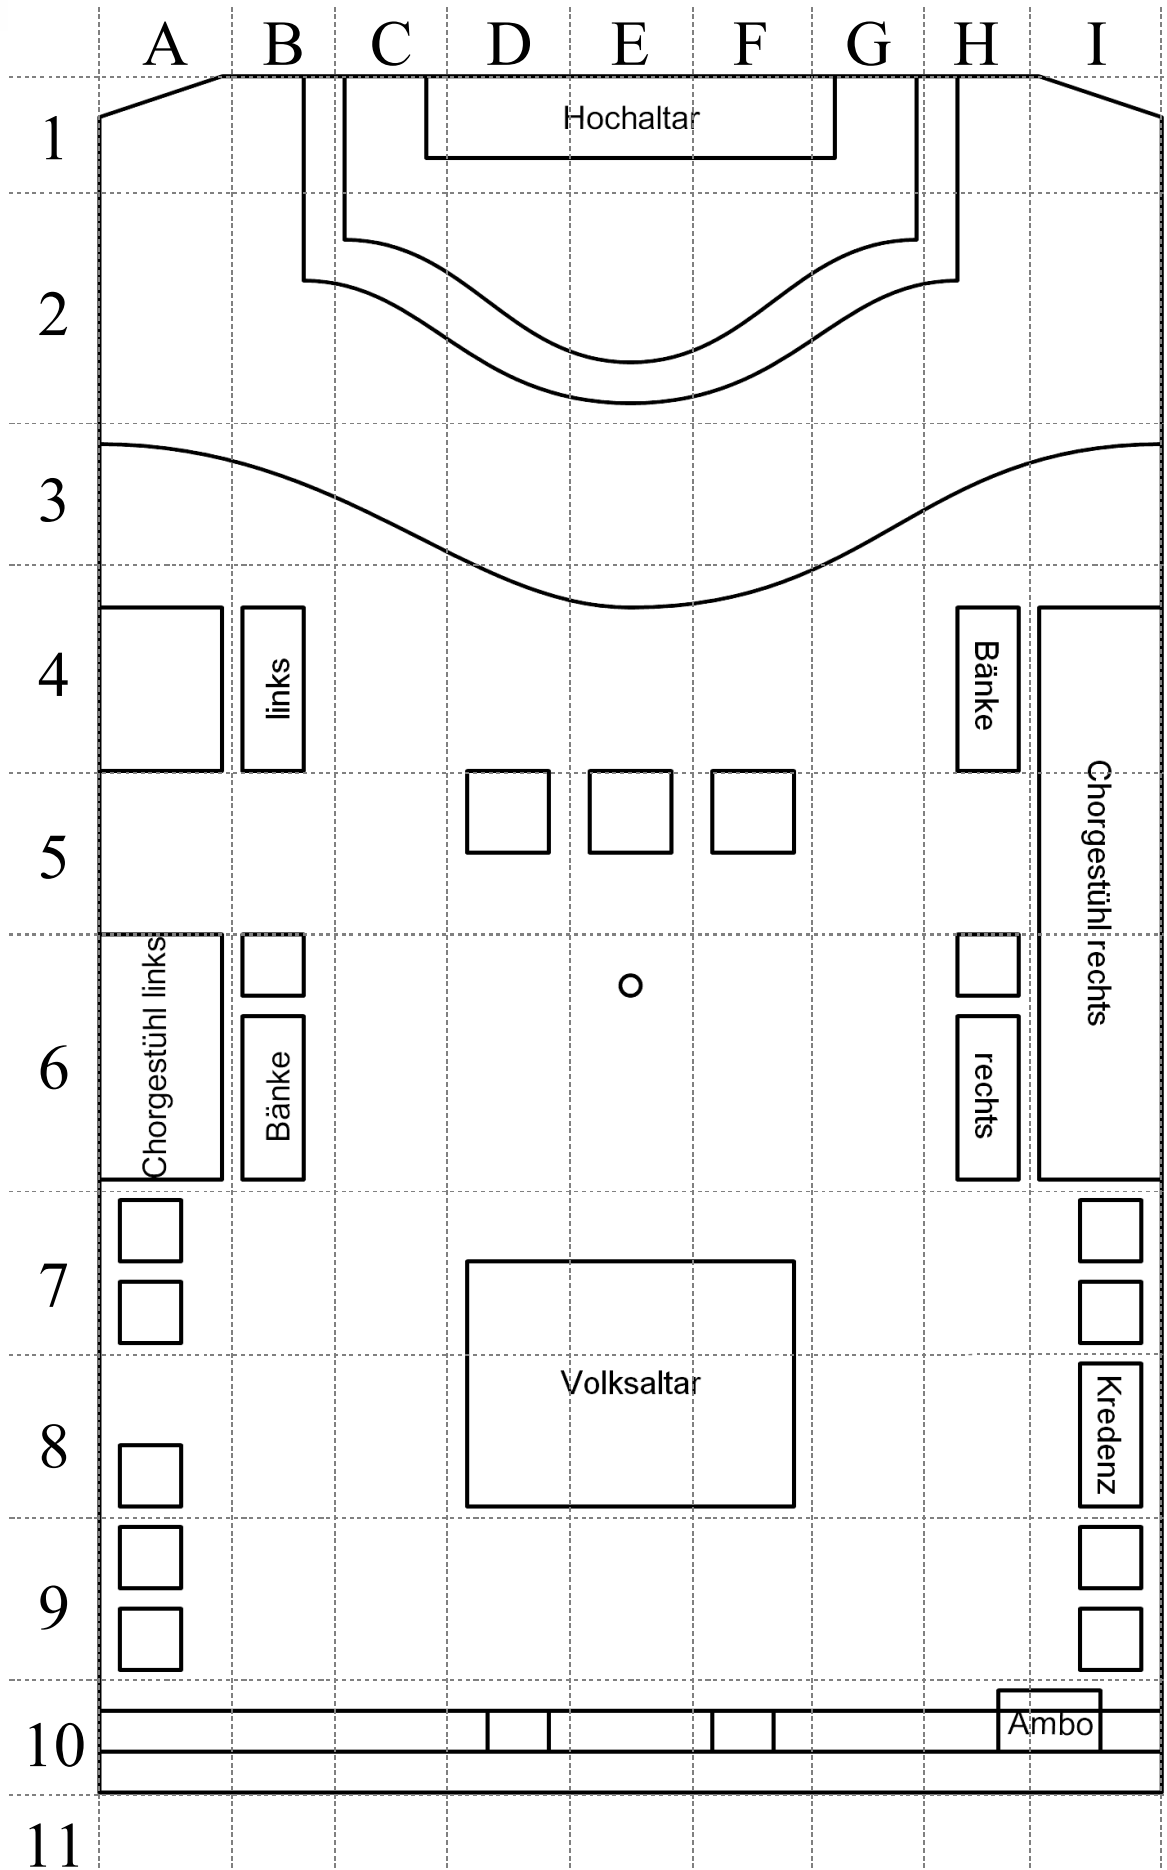 A B C D E F G H I
1
Hochaltar
2
3
4
links
Bänke
Chorgestühl rechts
5
Chorgestühl links
6
Bänke
rechts
7
Volksaltar
8
Kredenz
9
10
Ambo
11